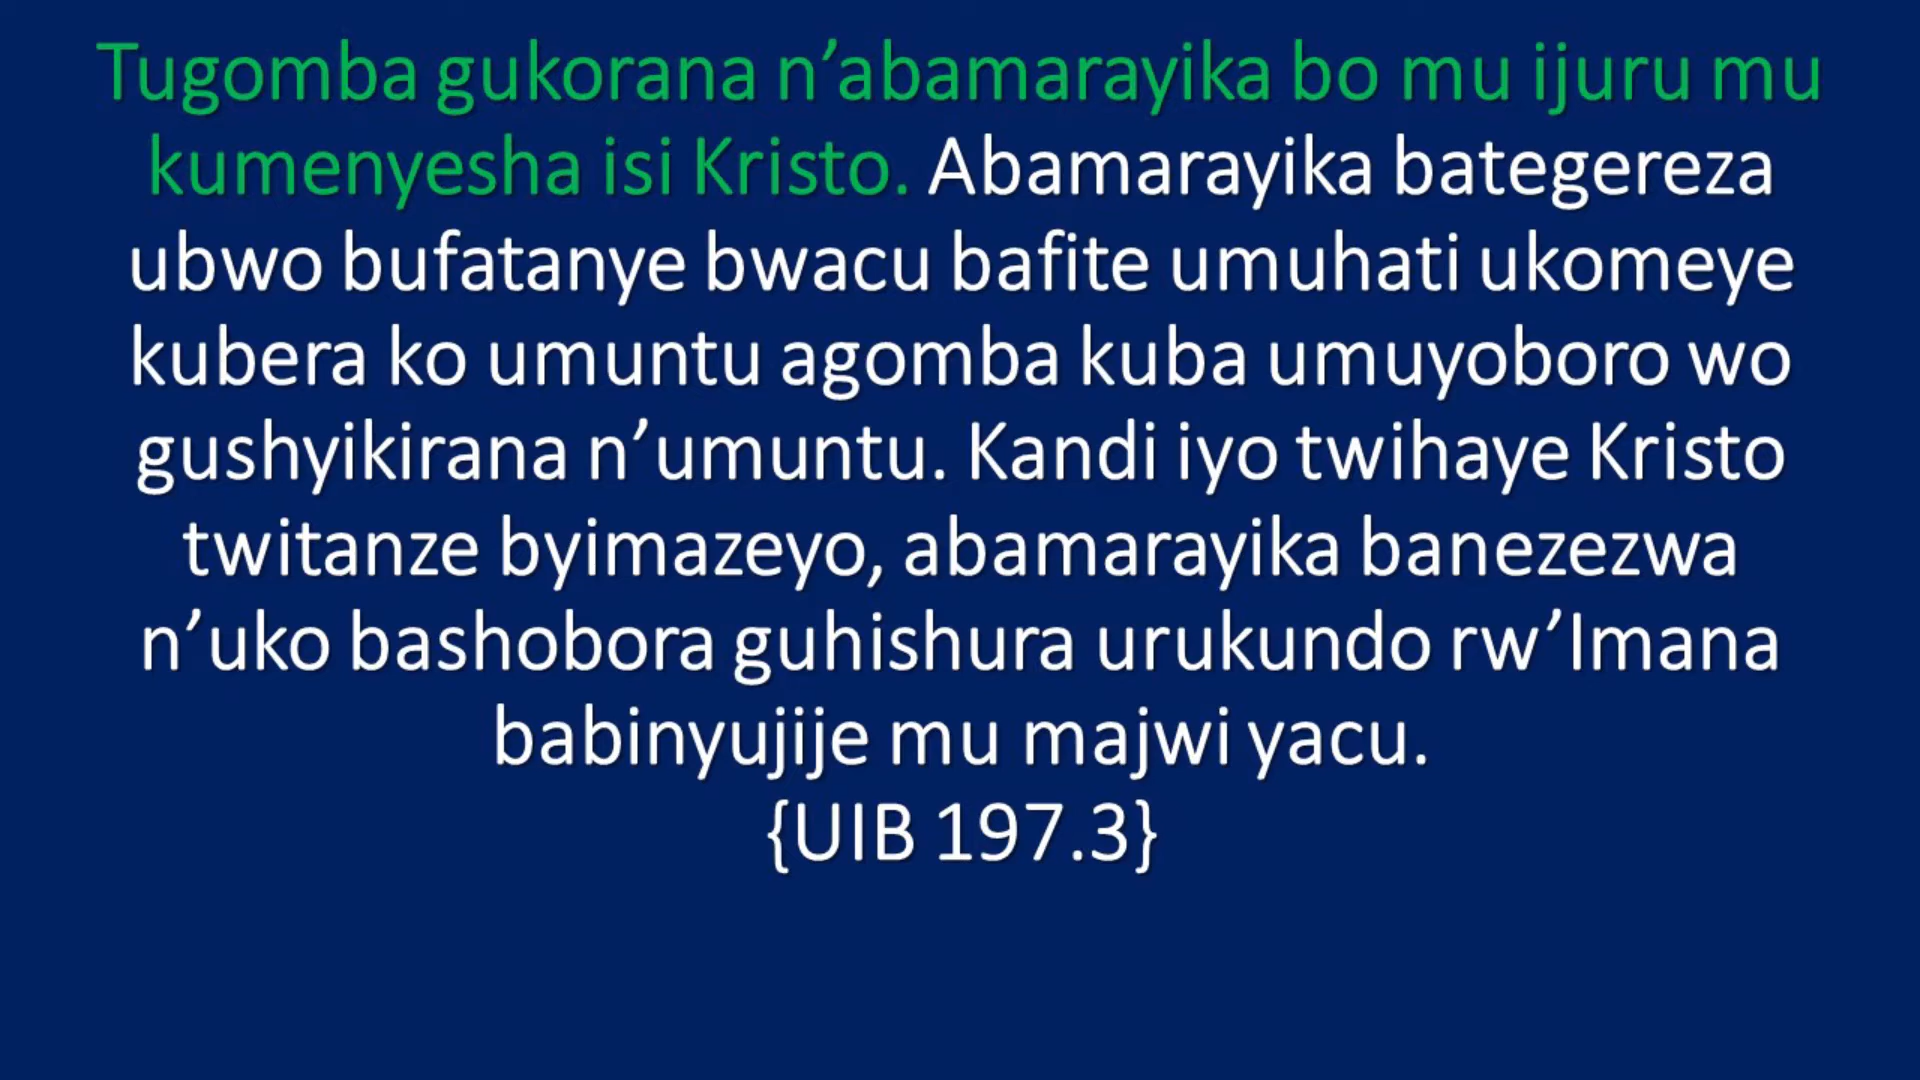 Tugomba gukorana n’abamarayika bo mu ijuru mu
kumenyesha isi Kristo. Abamarayika bategereza
ubwo bufatanye bwacu bafite umuhati ukomeye
kubera ko umuntu agomba kuba umuyoboro wo
gushyikirana n’umuntu. Kandi iyo twihaye Kristo
twitanze byimazeyo, abamarayika banezezwa
n’uko bashobora guhishura urukundo rw’Imana
babinyujije mu majwi yacu.
{UIB 197.3}